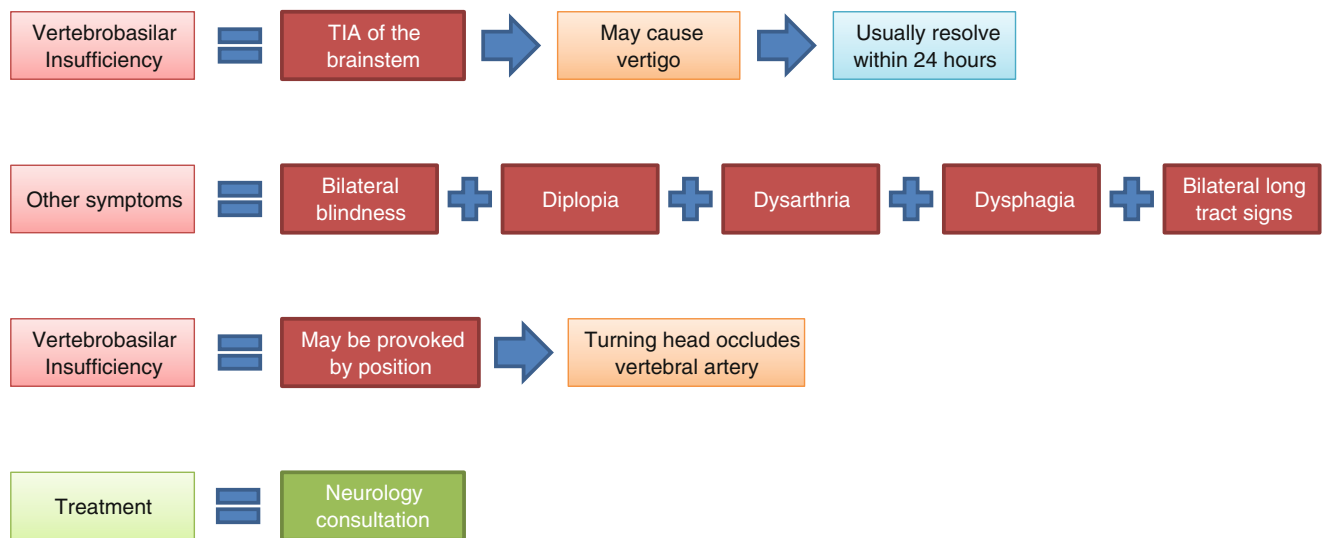 Vertebrobasilar
Insufficiency
TIA of the
brainstem
May cause
vertigo
Usually resolve
within 24 hours
Other symptoms
Bilateral
blindness
Diplopia
Dysarthria
Dysphagia
Bilateral long
tract signs
Vertebrobasilar
Insufficiency
May be provoked
by position
Turning head occludes
vertebral artery
Treatment
Neurology
consultation